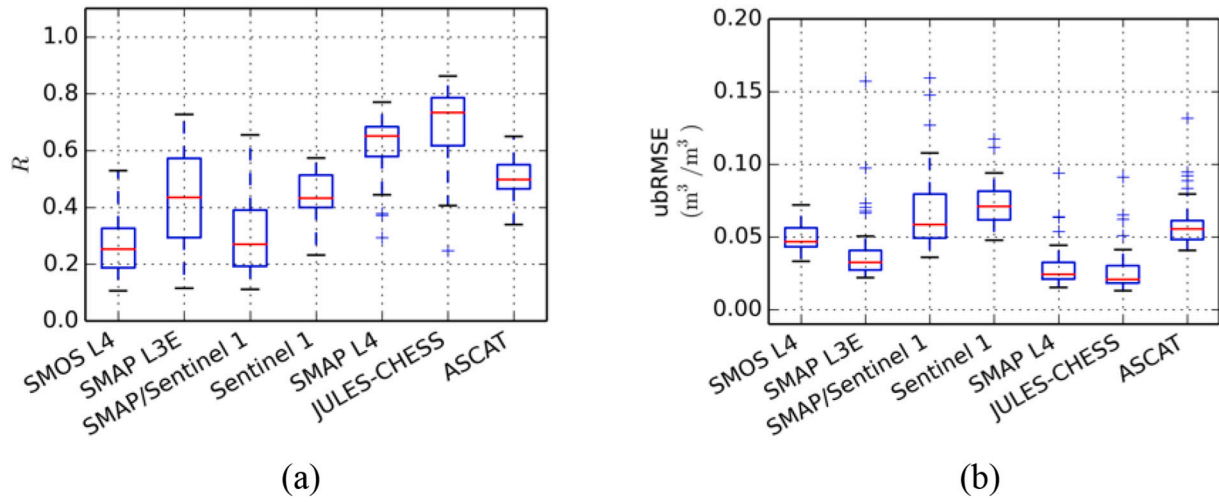 1.0
0.8
0.6
0.4
0.2
0.0
R
SMOS L4
SMAP L3E
SMAP/Sentinel 1
Sentinel 1
SMAP L4
JULES-CHESS
ASCAT
(a)
0.20
0.15
0.10
0.05
0.00
ubRMSE
(m³/m³)
SMOS L4
SMAP L3E
SMAP/Sentinel 1
Sentinel 1
SMAP L4
JULES-CHESS
ASCAT
(b)